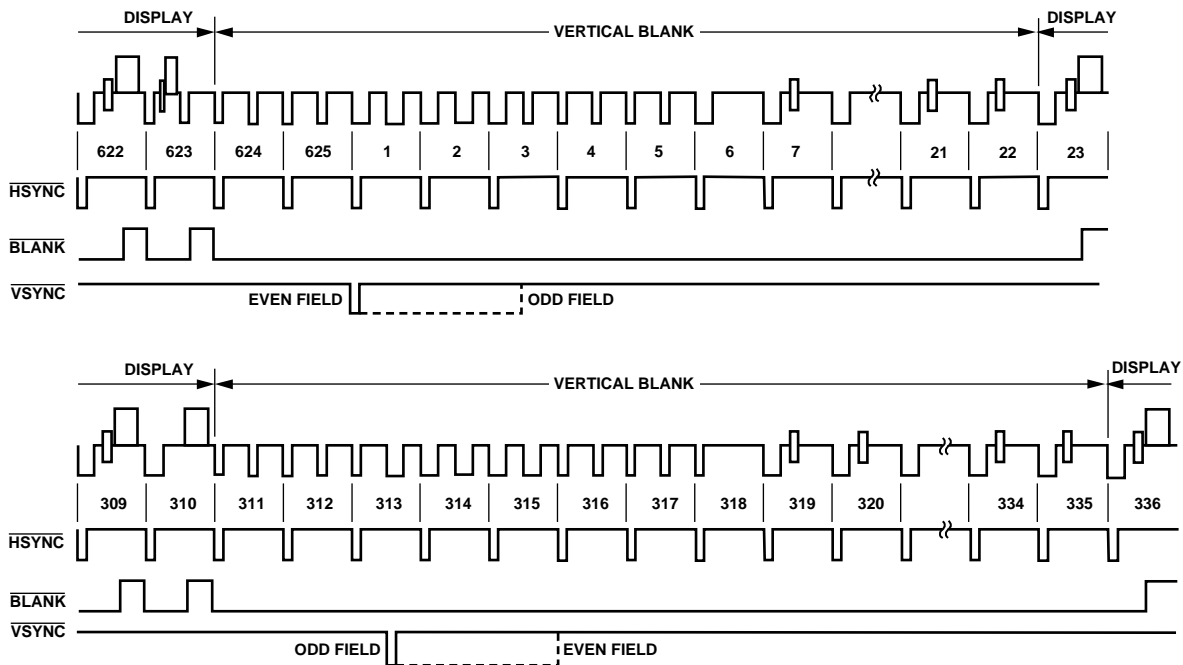 DISPLAY VERTICAL BLANK DISPLAY
622 623 624 625 1 2 3 4 5 6 7 21 22 23
HSYNC
BLANK
VSYNC
EVEN FIELD ODD FIELD
DISPLAY VERTICAL BLANK DISPLAY
309 310 311 312 313 314 315 316 317 318 319 320 334 335 336
HSYNC
BLANK
VSYNC
ODD FIELD EVEN FIELD